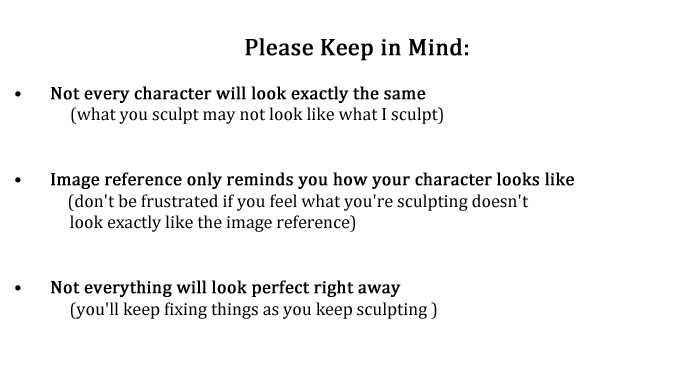 Please Keep in Mind:
• Not every character will look exactly the same
(what you sculpt may not look like what I sculpt)
• Image reference only reminds you how your character looks like
(don't be frustrated if you feel what you're sculpting doesn't
look exactly like the image reference)
• Not everything will look perfect right away
(you'll keep fixing things as you keep sculpting )